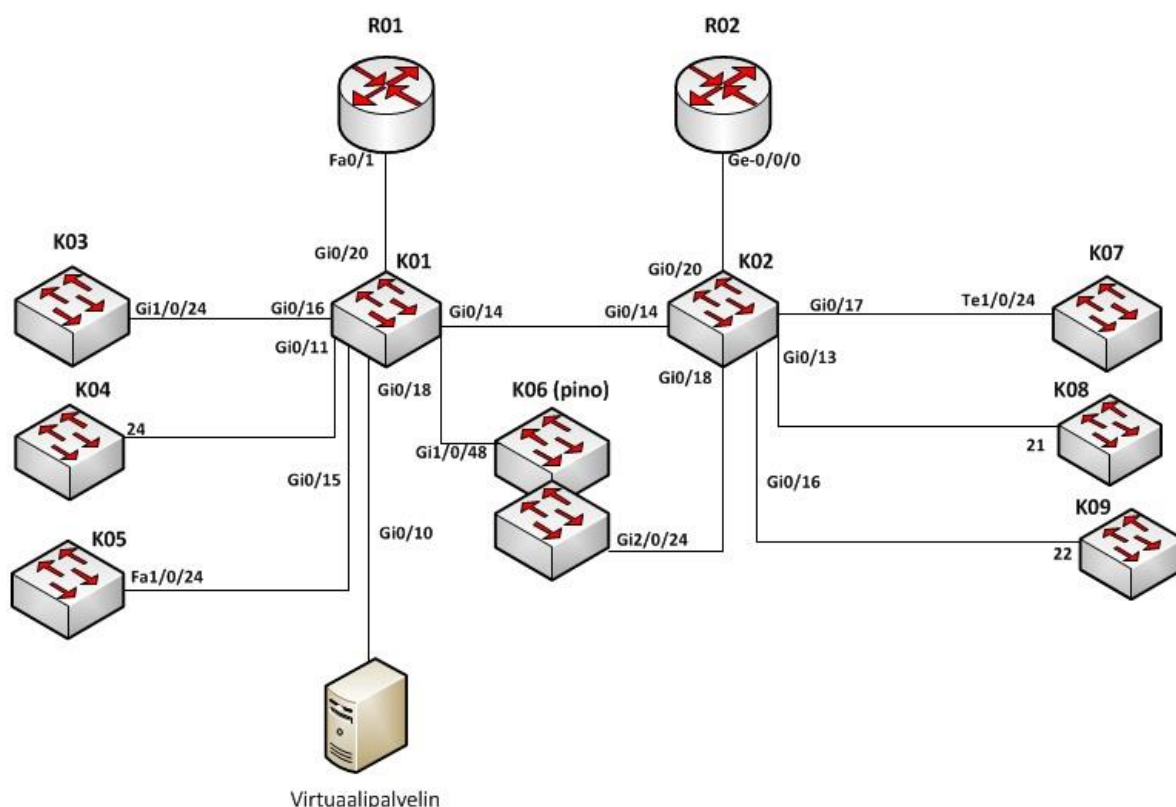 R01
R02
Fa0/1
Ge-0/0/0
K03
Gi0/20
K01
Gi0/20
K02
K07
Gi1/0/24
Gi0/16
Gi0/14
Gi0/14
Gi0/17
Te1/0/24
Gi0/11
Gi0/13
Gi0/18
Gi0/18
K04
K06 (pino)
K08
24
Gi1/0/48
21
Gi0/15
Gi0/16
K09
K05
Gi0/10
Gi2/0/24
22
Fa1/0/24
Virtuaalipalvelin